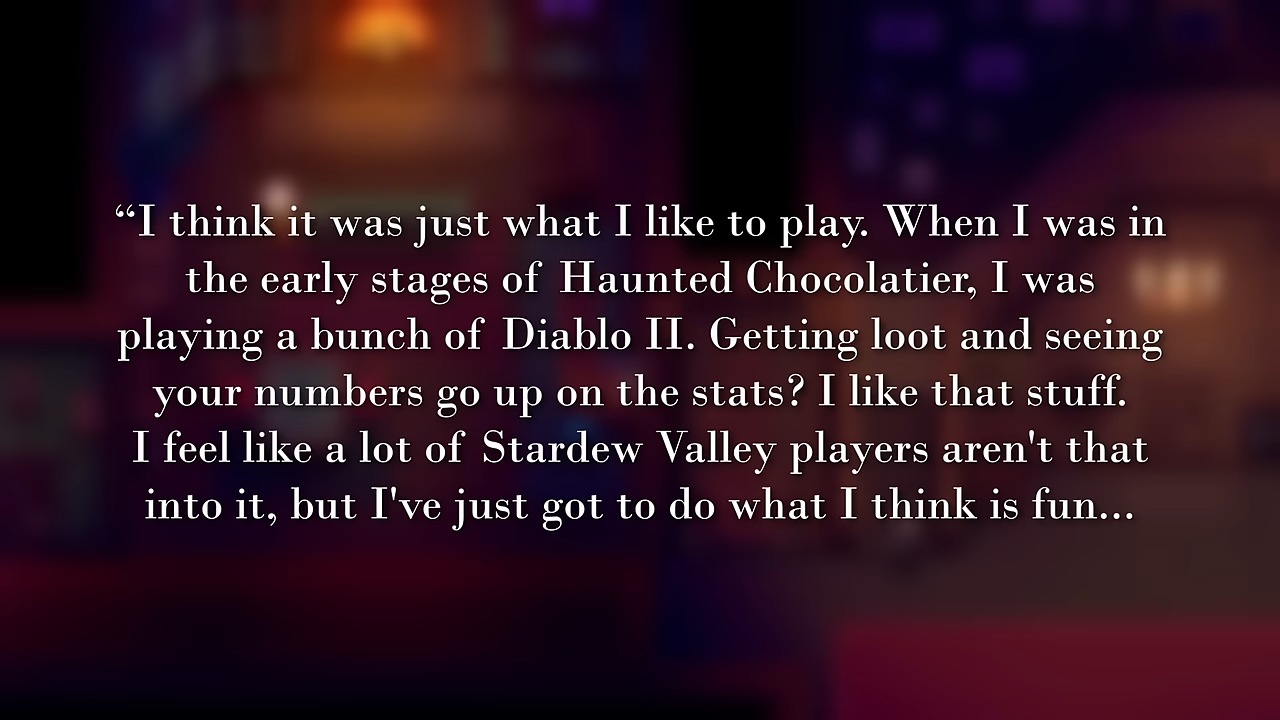 “I think it was just what I like to play. When I was in
the early stages of Haunted Chocolatier, I was
playing a bunch of Diablo II. Getting loot and seeing
your numbers go up on the stats? I like that stuff.
I feel like a lot of Stardew Valley players aren't that
into it, but I've just got to do what I think is fun...